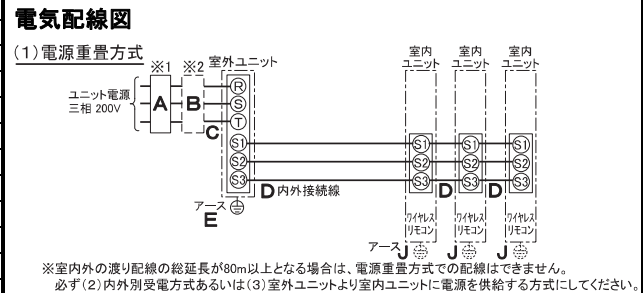 電気配線図
(1)電源重畳方式
※1 ※2 室外ユニット
室内ユニット 室内ユニット 室内ユニット
ユニット電源
三相 200V
A B C
R
S
T
S1 S1 S1 S1
S2 S2 S2 S2
S3 S3 S3 S3
D 内外接続線 D D
アース
E
ワイヤレスリモコン ワイヤレスリモコン ワイヤレスリモコン
アース J J J
※室内外の渡り配線の総延長が80m以上となる場合は、電源重畳方式での配線はできません。
必ず(2)内外別受電方式あるいは(3)室外ユニットより室内ユニットに電源を供給する方式にしてください。